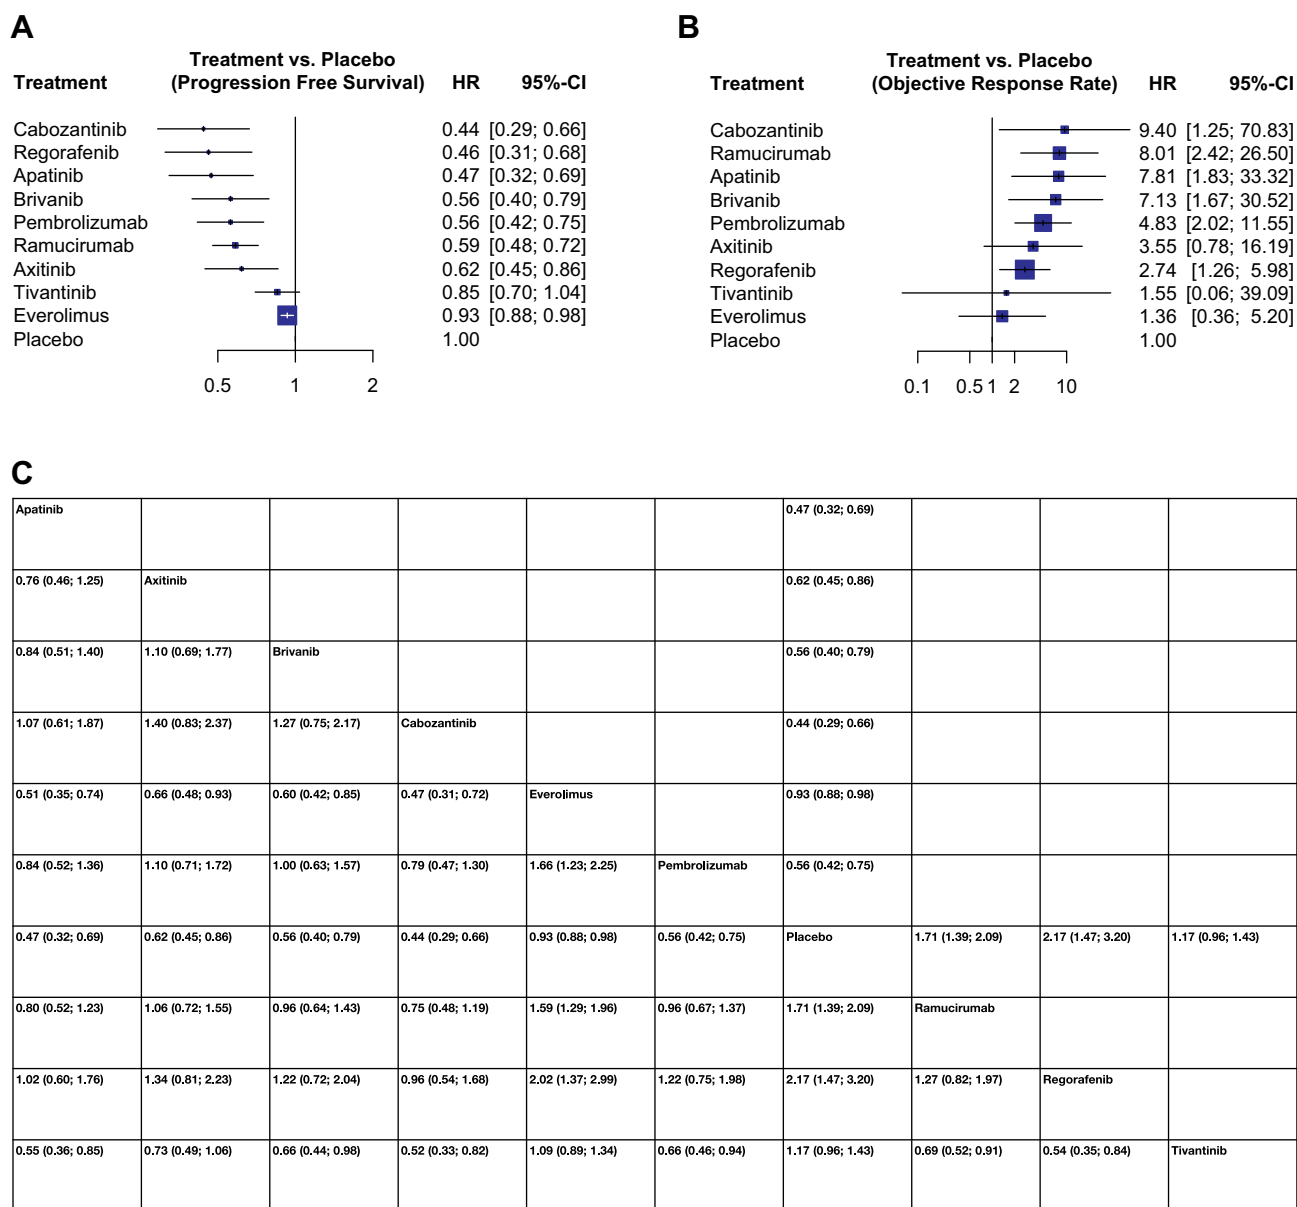 A
Treatment vs. Placebo
Treatment (Progression Free Survival) HR 95%-CI
Cabozantinib 0.44 [0.29; 0.66]
Regorafenib 0.46 [0.31; 0.68]
Apatinib 0.47 [0.32; 0.69]
Brivanib 0.56 [0.40; 0.79]
Pembrolizumab 0.56 [0.42; 0.75]
Ramucirumab 0.59 [0.48; 0.72]
Axitinib 0.62 [0.45; 0.86]
Tivantinib 0.85 [0.70; 1.04]
Everolimus 0.93 [0.88; 0.98]
Placebo 1.00
0.5 1 2
B
Treatment vs. Placebo
Treatment (Objective Response Rate) HR 95%-CI
Cabozantinib 9.40 [1.25; 70.83]
Ramucirumab 8.01 [2.42; 26.50]
Apatinib 7.81 [1.83; 33.32]
Brivanib 7.13 [1.67; 30.52]
Pembrolizumab 4.83 [2.02; 11.55]
Axitinib 3.55 [0.78; 16.19]
Regorafenib 2.74 [1.26; 5.98]
Tivantinib 1.55 [0.06; 39.09]
Everolimus 1.36 [0.36; 5.20]
Placebo 1.00
0.1 0.5 1 2 10
C
Apatinib 0.47 (0.32; 0.69)
0.76 (0.46; 1.25) Axitinib 0.62 (0.45; 0.86)
0.84 (0.51; 1.40) 1.10 (0.69; 1.77) Brivanib 0.56 (0.40; 0.79)
1.07 (0.61; 1.87) 1.40 (0.83; 2.37) 1.27 (0.75; 2.17) Cabozantinib 0.44 (0.29; 0.66)
0.51 (0.35; 0.74) 0.66 (0.48; 0.93) 0.60 (0.42; 0.85) 0.47 (0.31; 0.72) Everolimus 0.93 (0.88; 0.98)
0.84 (0.52; 1.36) 1.10 (0.71; 1.72) 1.00 (0.63; 1.57) 0.79 (0.47; 1.30) 1.66 (1.23; 2.25) Pembrolizumab 0.56 (0.42; 0.75)
0.47 (0.32; 0.69) 0.62 (0.45; 0.86) 0.56 (0.40; 0.79) 0.44 (0.29; 0.66) 0.93 (0.88; 0.98) 0.56 (0.42; 0.75) Placebo 1.71 (1.39; 2.09) 2.17 (1.47; 3.20) 1.17 (0.96; 1.43)
0.80 (0.52; 1.23) 1.06 (0.72; 1.55) 0.96 (0.64; 1.43) 0.75 (0.48; 1.19) 1.59 (1.29; 1.96) 0.96 (0.67; 1.37) 1.71 (1.39; 2.09) Ramucirumab
1.02 (0.60; 1.76) 1.34 (0.81; 2.23) 1.22 (0.72; 2.04) 0.96 (0.54; 1.68) 2.02 (1.37; 2.99) 1.22 (0.75; 1.98) 2.17 (1.47; 3.20) 1.27 (0.82; 1.97) Regorafenib
0.55 (0.36; 0.85) 0.73 (0.49; 1.06) 0.66 (0.44; 0.98) 0.52 (0.33; 0.82) 1.09 (0.89; 1.34) 0.66 (0.46; 0.94) 1.17 (0.96; 1.43) 0.69 (0.52; 0.91) 0.54 (0.35; 0.84) Tivantinib